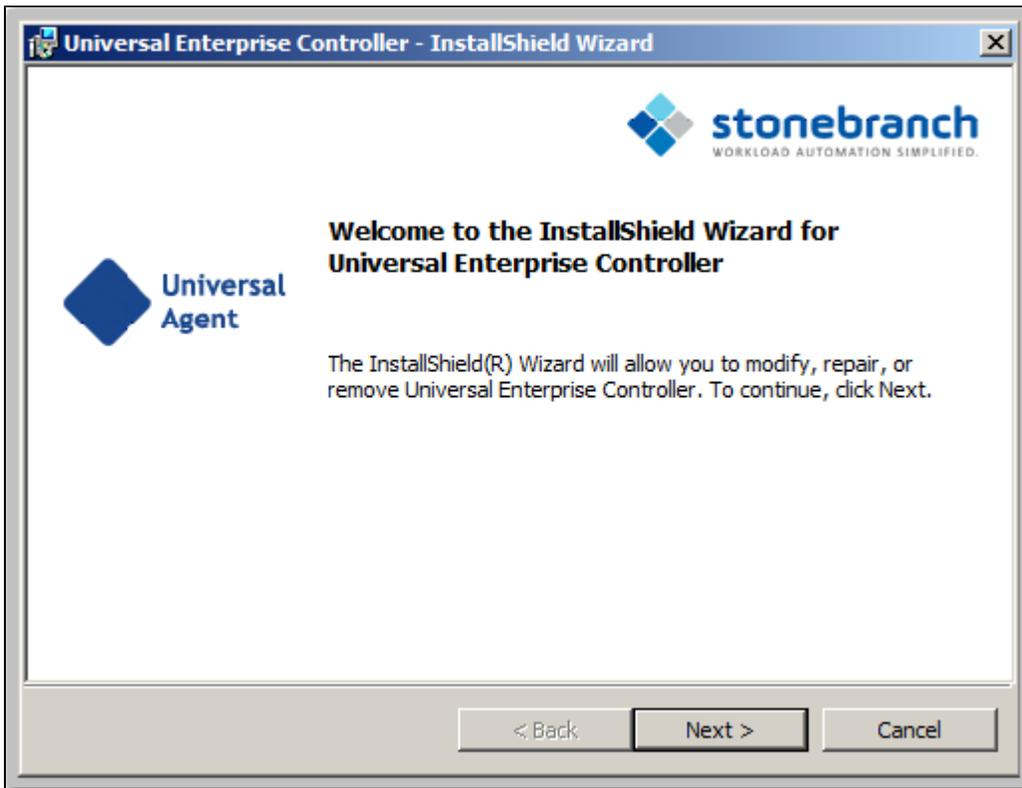 Universal Enterprise Controller - InstallShield Wizard
stonebranch
WORKLOAD AUTOMATION SIMPLIFIED.
Welcome to the InstallShield Wizard for
Universal Enterprise Controller
Universal
Agent
The InstallShield(R) Wizard will allow you to modify, repair, or
remove Universal Enterprise Controller. To continue, click Next.
< Back
Next >
Cancel